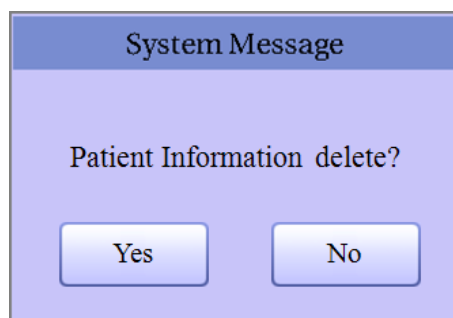 System Message
Patient Information delete?
Yes No